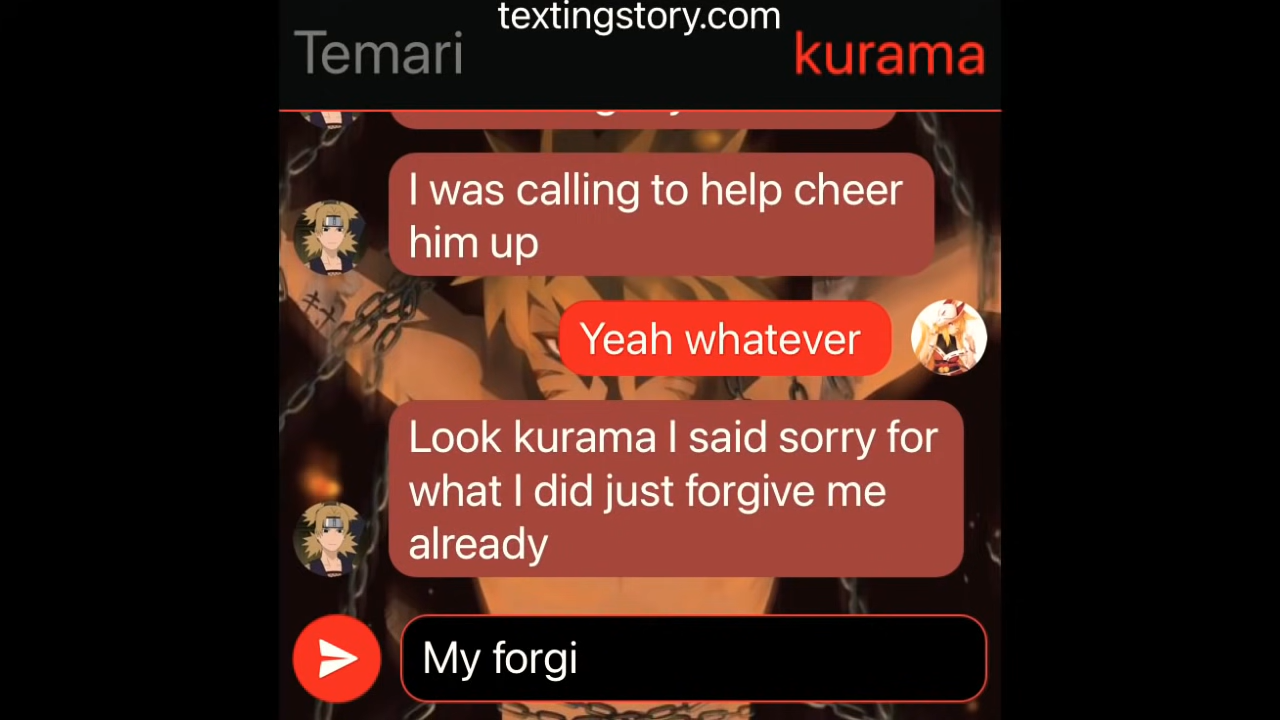 textingstory.com
Temari
kurama
I was calling to help cheer
him up
Yeah whatever
Look kurama I said sorry for
what I did just forgive me
already
My forgi